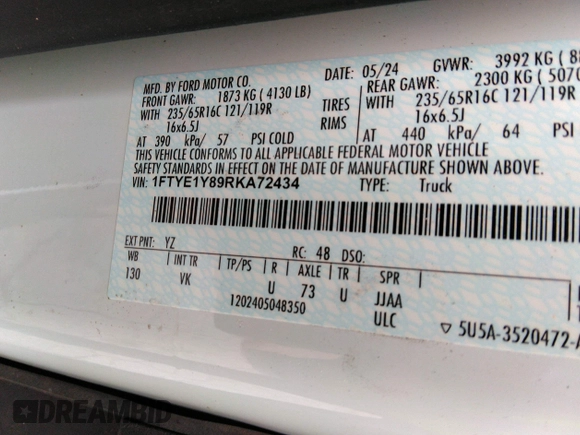 MFD. BY FORD MOTOR CO. DATE: 05/24 GVWR: 3992 KG (
FRONT GAWR: 1873 KG (4130 LB) REAR GAWR: 2300 KG (507
WITH 235/65R16C 121/119R TIRES WITH 235/65R16C 121/119R
16x6.5J RIMS 16x6.5J
AT 390 kPa/ 57 PSI COLD AT 440 kPa/ 64 PSI
THIS VEHICLE CONFORMS TO ALL APPLICABLE FEDERAL MOTOR VEHICLE
SAFETY STANDARDS IN EFFECT ON THE DATE OF MANUFACTURE SHOWN ABOVE.
VIN: 1FTYE1Y89RKA72434 TYPE: Truck
EXT PNT: YZ RC: 48 DSO:
WB INT TR TP/PS R AXLE TR SPR
130 VK U 73 U JJAA
1202405048350 ULC
5U5A-3520472-A
DREAMBID